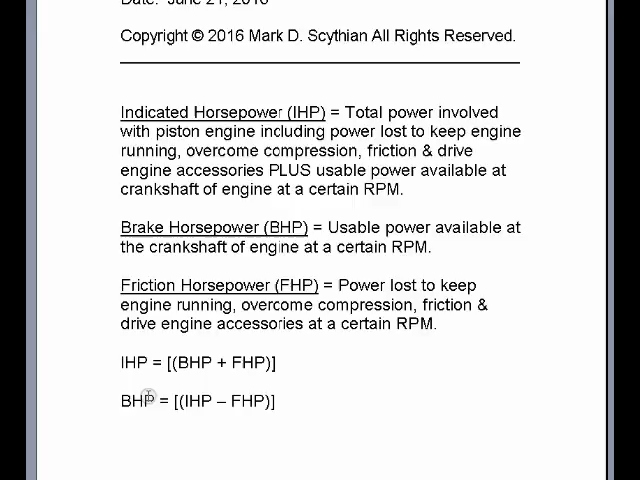 Date: June 21, 2016
Copyright © 2016 Mark D. Scythian All Rights Reserved.
Indicated Horsepower (IHP) = Total power involved
with piston engine including power lost to keep engine
running, overcome compression, friction & drive
engine accessories PLUS usable power available at
crankshaft of engine at a certain RPM.
Brake Horsepower (BHP) = Usable power available at
the crankshaft of engine at a certain RPM.
Friction Horsepower (FHP) = Power lost to keep
engine running, overcome compression, friction &
drive engine accessories at a certain RPM.
IHP = [(BHP + FHP)]
BHP = [(IHP – FHP)]